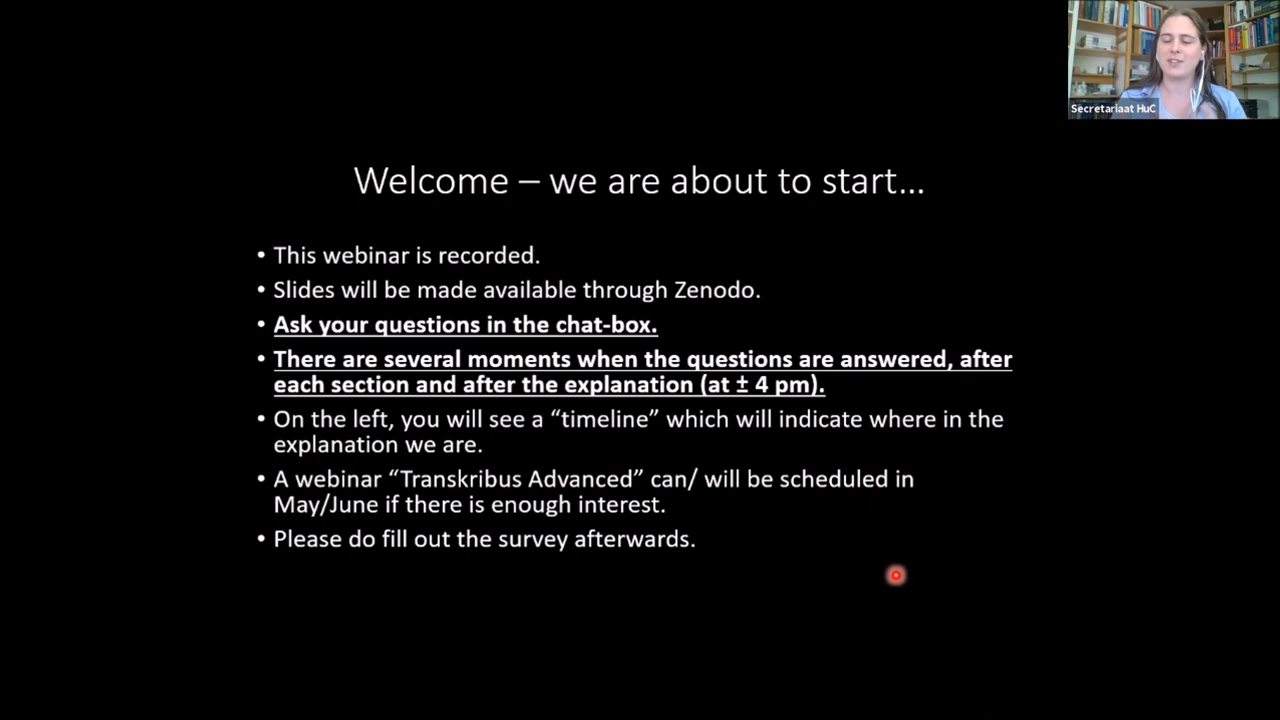 Secretariaat HuC
Welcome – we are about to start...
• This webinar is recorded.
• Slides will be made available through Zenodo.
• Ask your questions in the chat-box.
• There are several moments when the questions are answered, after
each section and after the explanation (at ± 4 pm).
• On the left, you will see a “timeline” which will indicate where in the
explanation we are.
• A webinar “Transkribus Advanced” can/ will be scheduled in
May/June if there is enough interest.
• Please do fill out the survey afterwards.